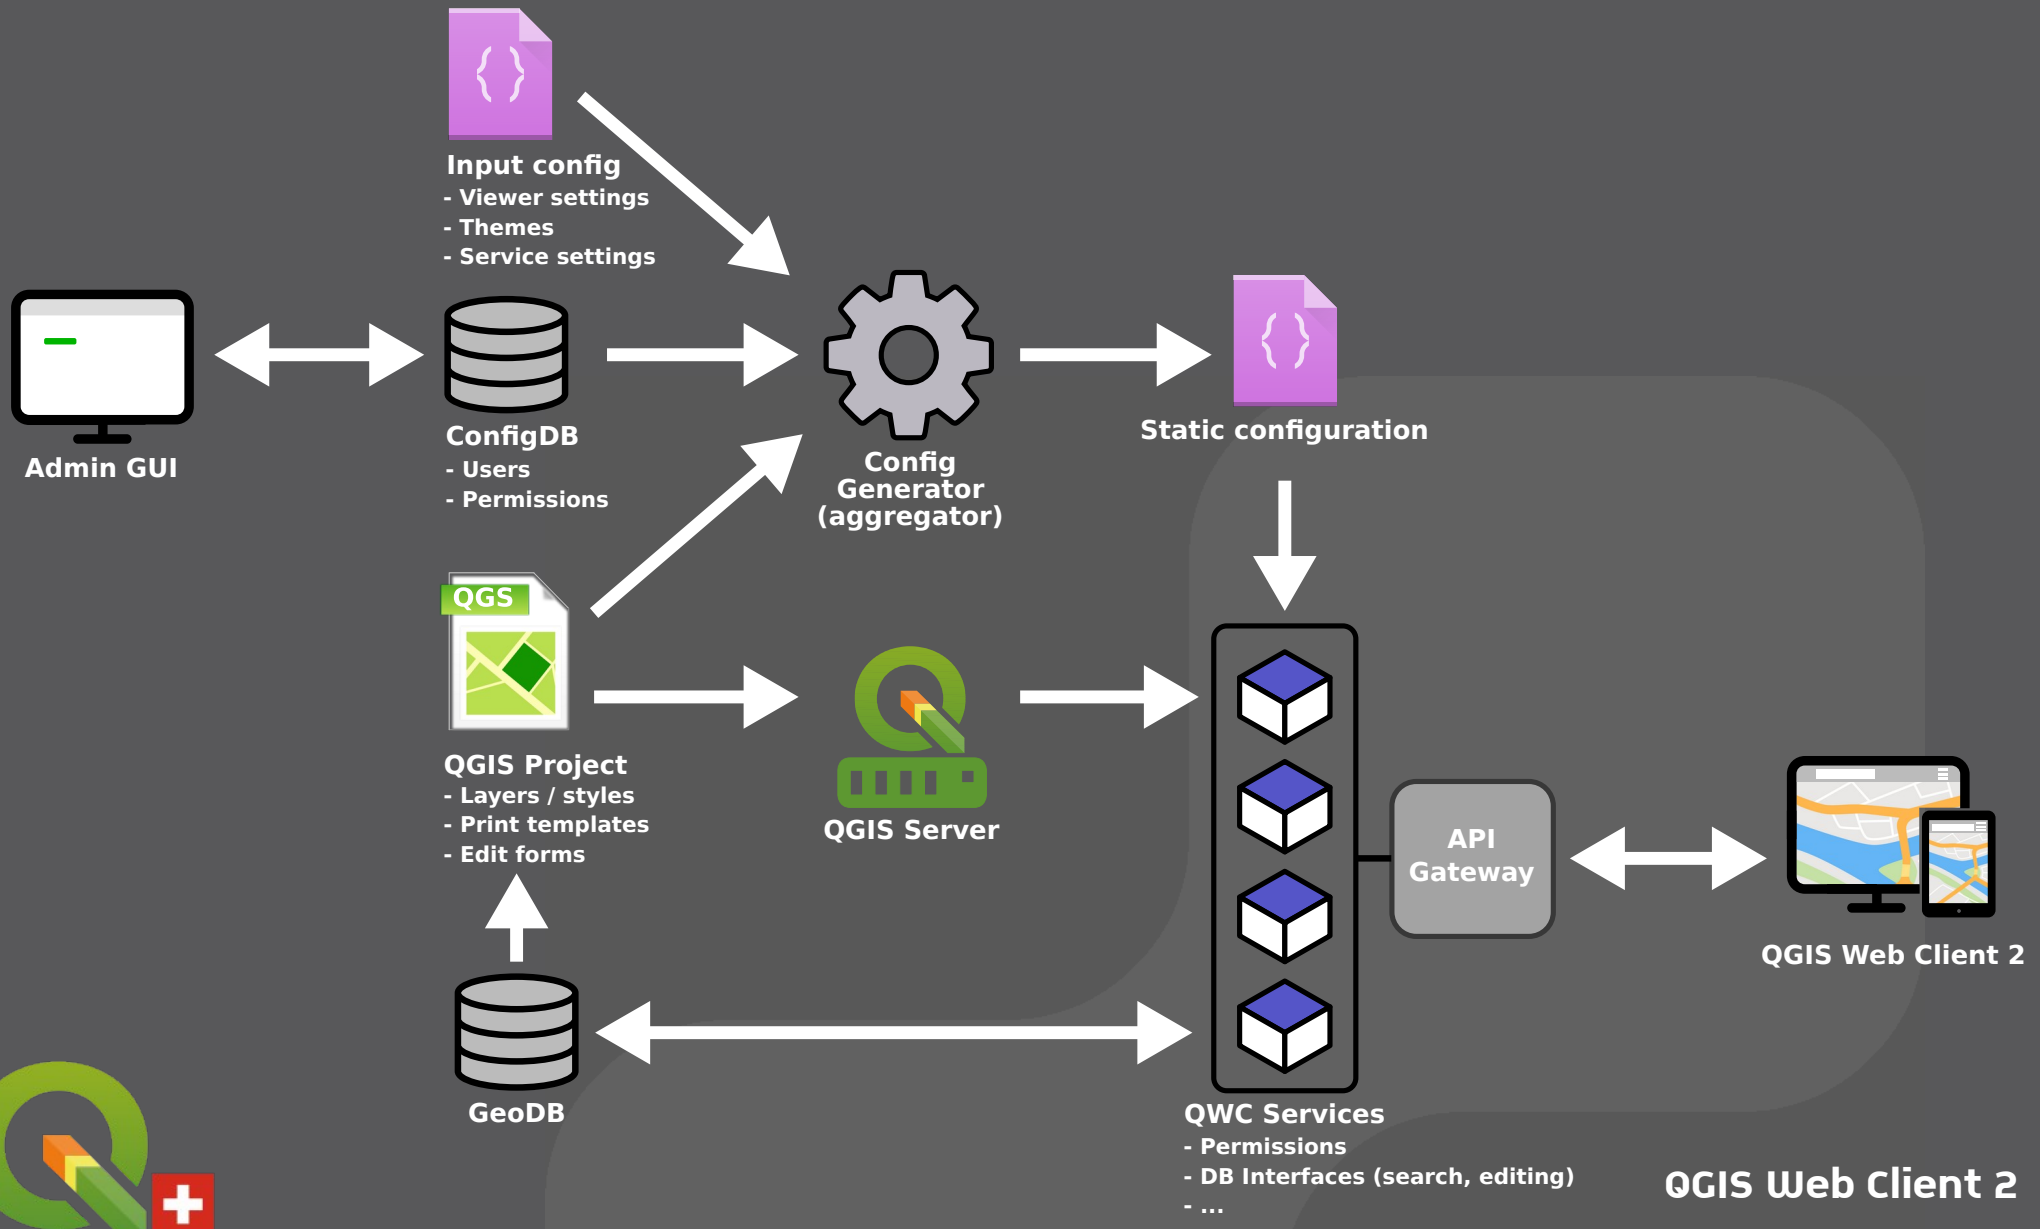 {}
Input config
- Viewer settings
- Themes
- Service settings
Admin GUI
ConfigDB
- Users
- Permissions
Config
Generator
(aggregator)
{}
Static configuration
QGS
QGIS Project
- Layers / styles
- Print templates
- Edit forms
QGIS Server
API
Gateway
QGIS Web Client 2
GeoDB
QWC Services
- Permissions
- DB Interfaces (search, editing)
- ...
QGIS Web Client 2